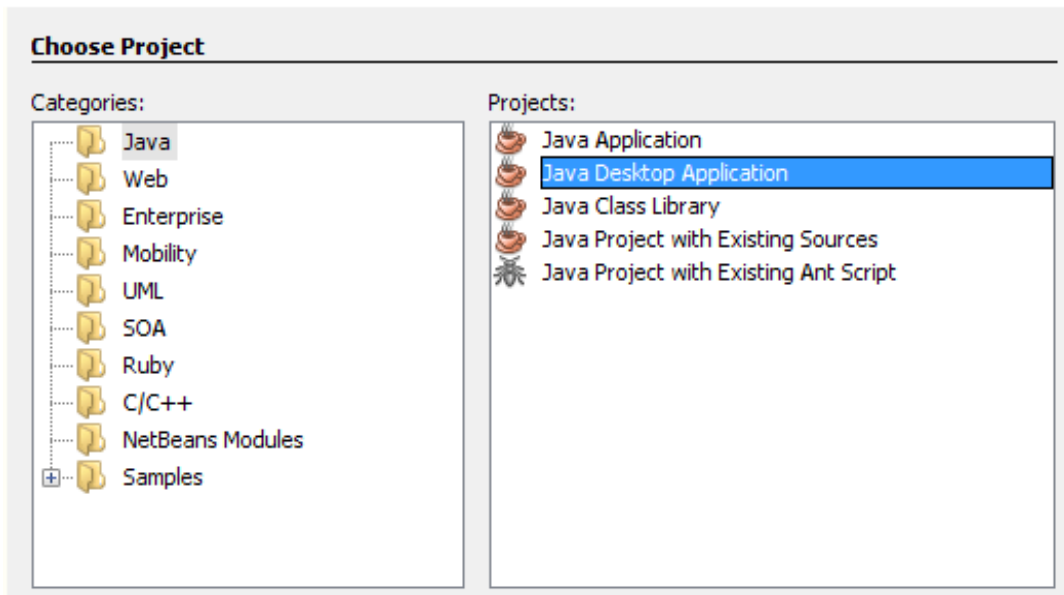 Choose Project
Categories:
Java
Web
Enterprise
Mobility
UML
SOA
Ruby
C/C++
NetBeans Modules
Samples
Projects:
Java Application
Java Desktop Application
Java Class Library
Java Project with Existing Sources
Java Project with Existing Ant Script